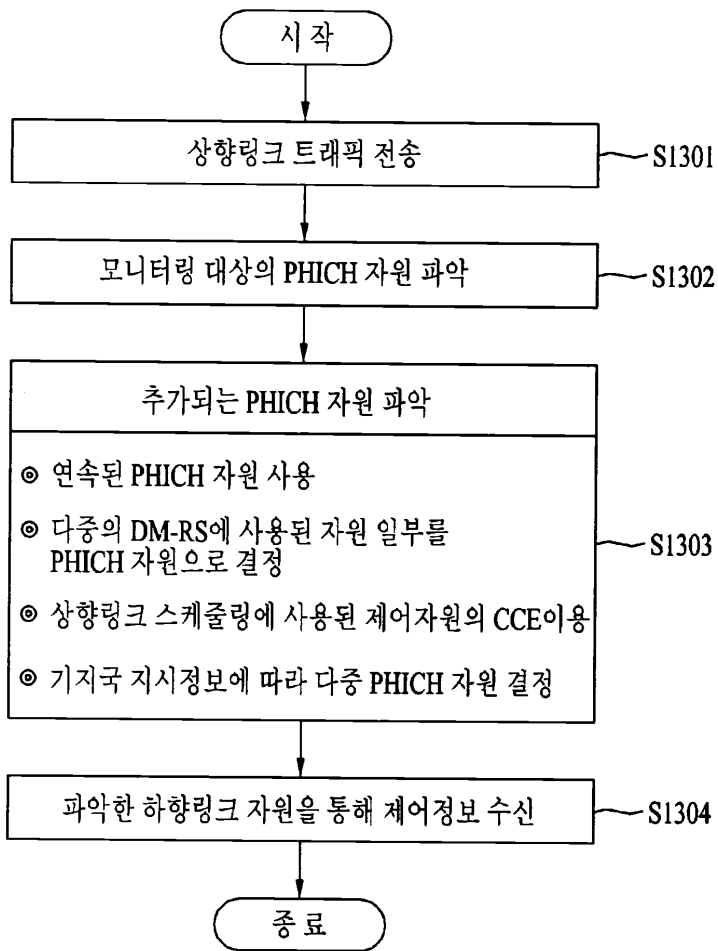 시 작
상향링크 트래픽 전송
S1301
모니터링 대상의 PHICH 자원 파악
S1302
추가되는 PHICH 자원 파악
◎ 연속된 PHICH 자원 사용
◎ 다중의 DM-RS에 사용된 자원 일부를
PHICH 자원으로 결정
S1303
◎ 상향링크 스케줄링에 사용된 제어자원의 CCE이용
◎ 기지국 지시정보에 따라 다중 PHICH 자원 결정
파악한 하향링크 자원을 통해 제어정보 수신
S1304
종 료